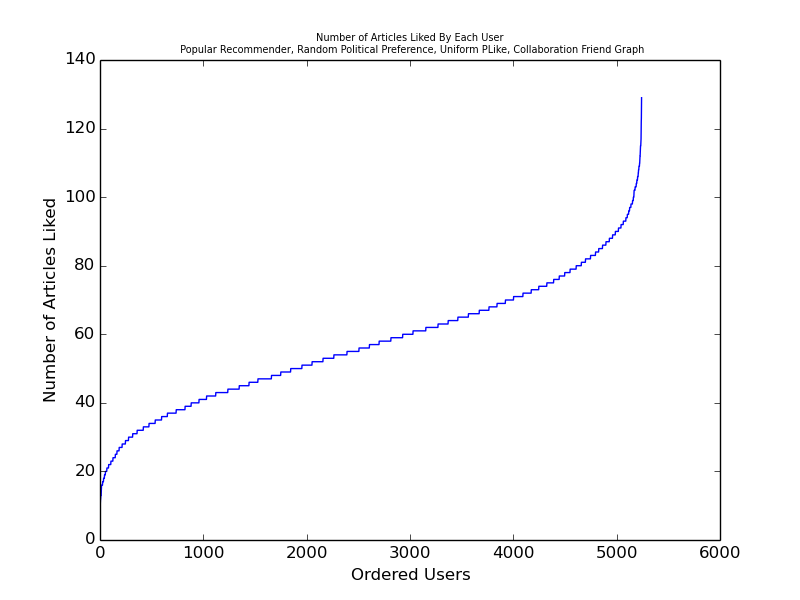 Number of Articles Liked By Each User
Popular Recommender, Random Political Preference, Uniform PLike, Collaboration Friend Graph
140
120
100
80
60
40
20
0
Number of Articles Liked
0 1000 2000 3000 4000 5000 6000
Ordered Users